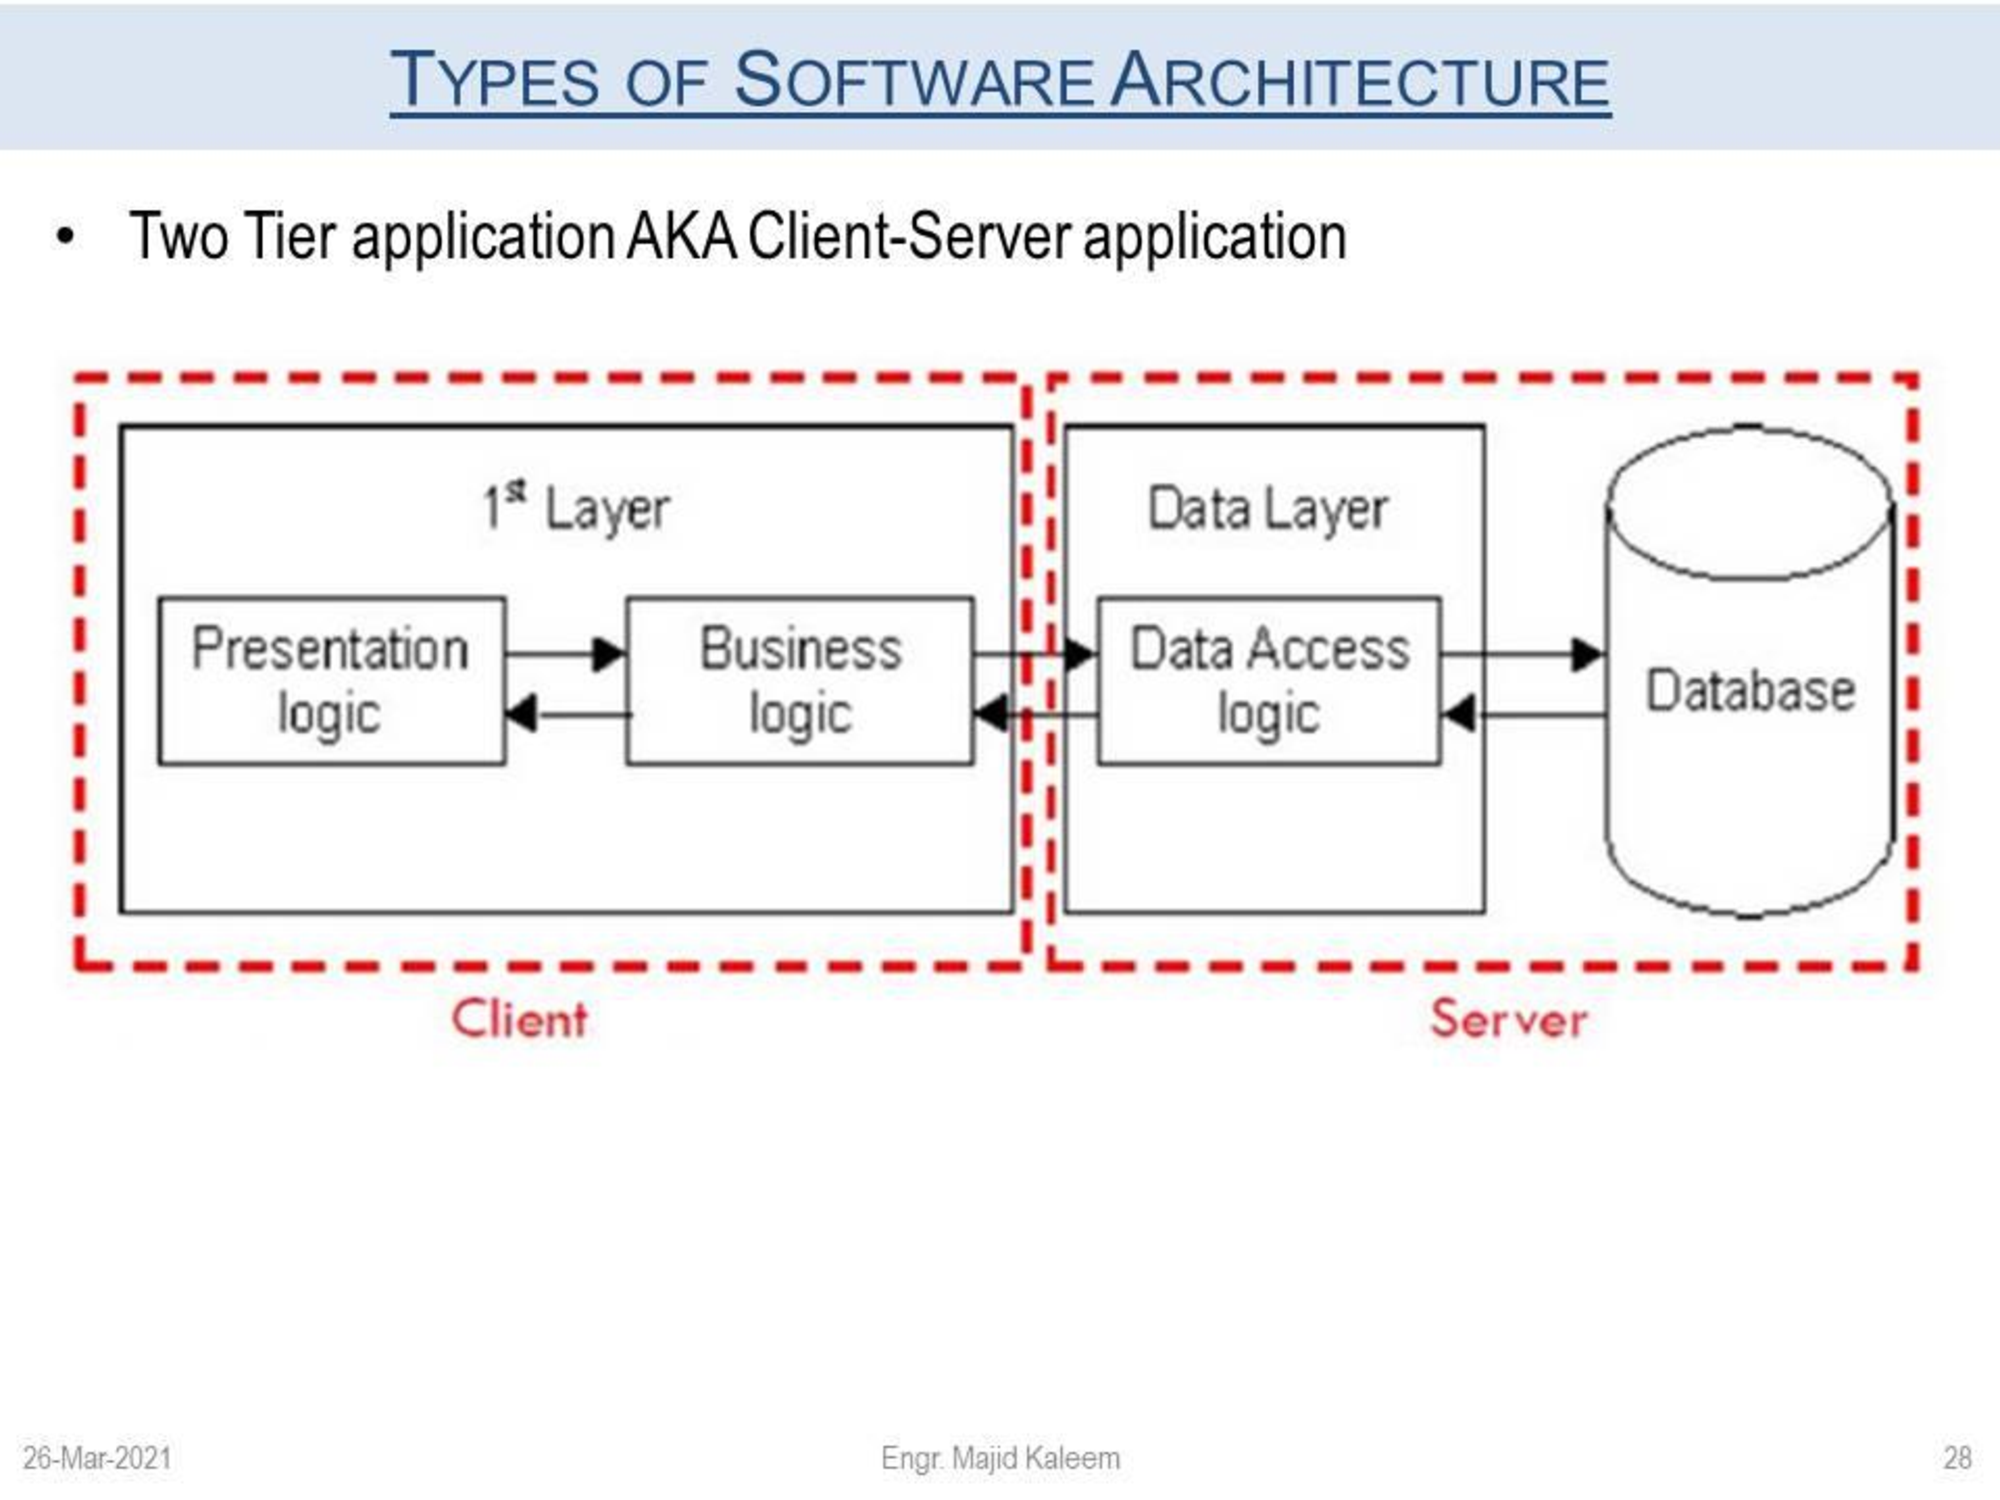 TYPES OF SOFTWARE ARCHITECTURE
• Two Tier application AKA Client-Server application
1st Layer
Data Layer
Presentation
logic
Business
logic
Data Access
logic
Database
Client
Server
26-Mar-2021
Engr. Majid Kaleem
28